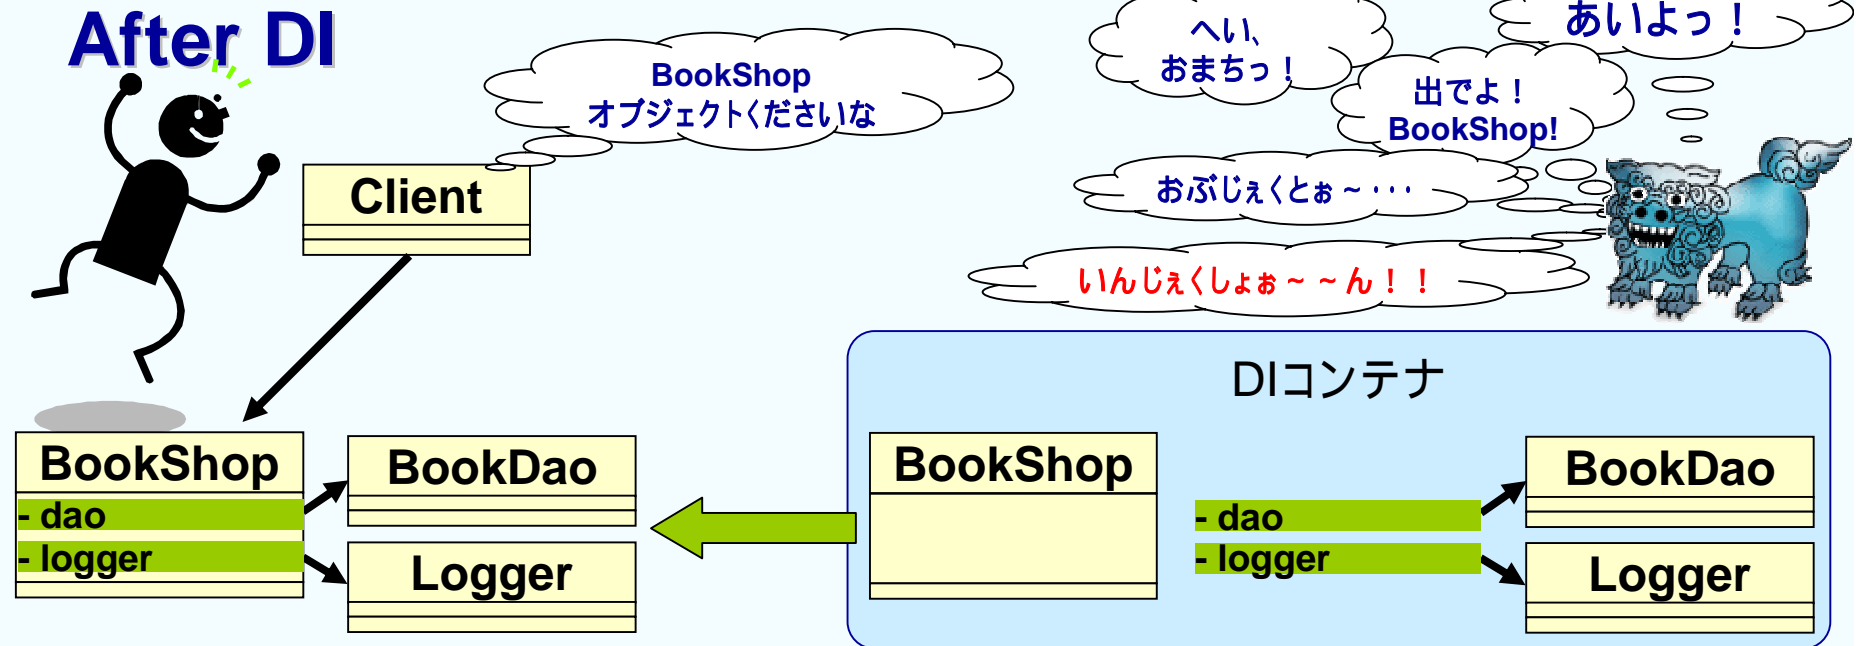 After DI
BookShop
オブジェクトくださいな
へい、
おまちっ！
あいよっ！
出でよ！
BookShop!
おぶじぇくとぉ～・・・
いんじぇくしょぉ～～ん！！
Client
DIコンテナ
BookShop
- dao
- logger
BookDao
Logger
BookShop
- dao
- logger
BookDao
Logger